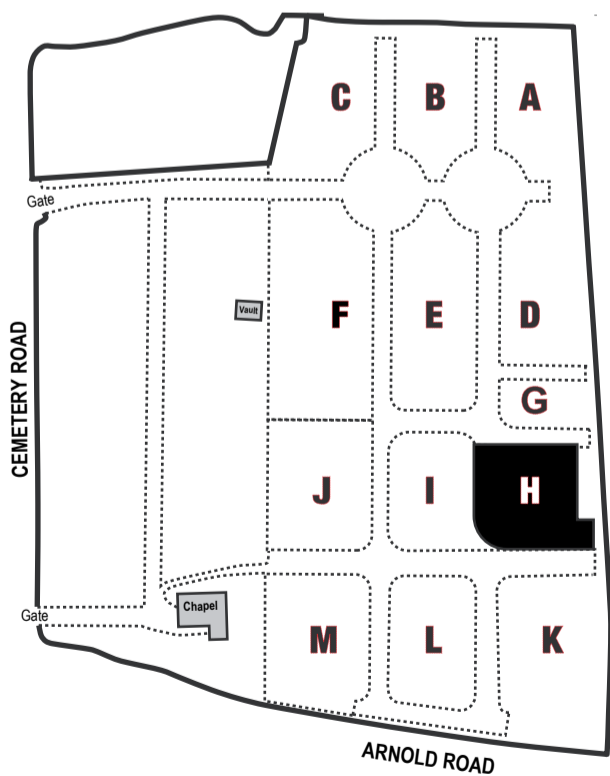 C B A
Gate
Vault
F E D
G
CEMETERY ROAD
J I H
Chapel
Gate
M L K
ARNOLD ROAD